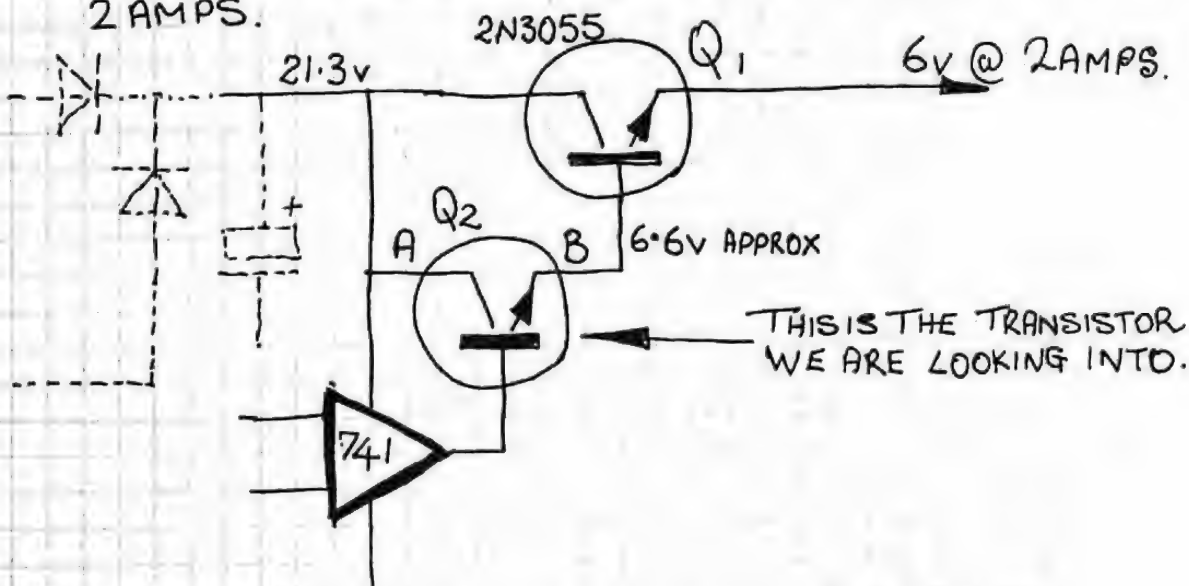 2 AMPS.
2N3055
Q1
21.3v
6v @ 2AMPS.
+
Q2
A
B
6.6v APPROX
THIS IS THE TRANSISTOR
WE ARE LOOKING INTO.
741